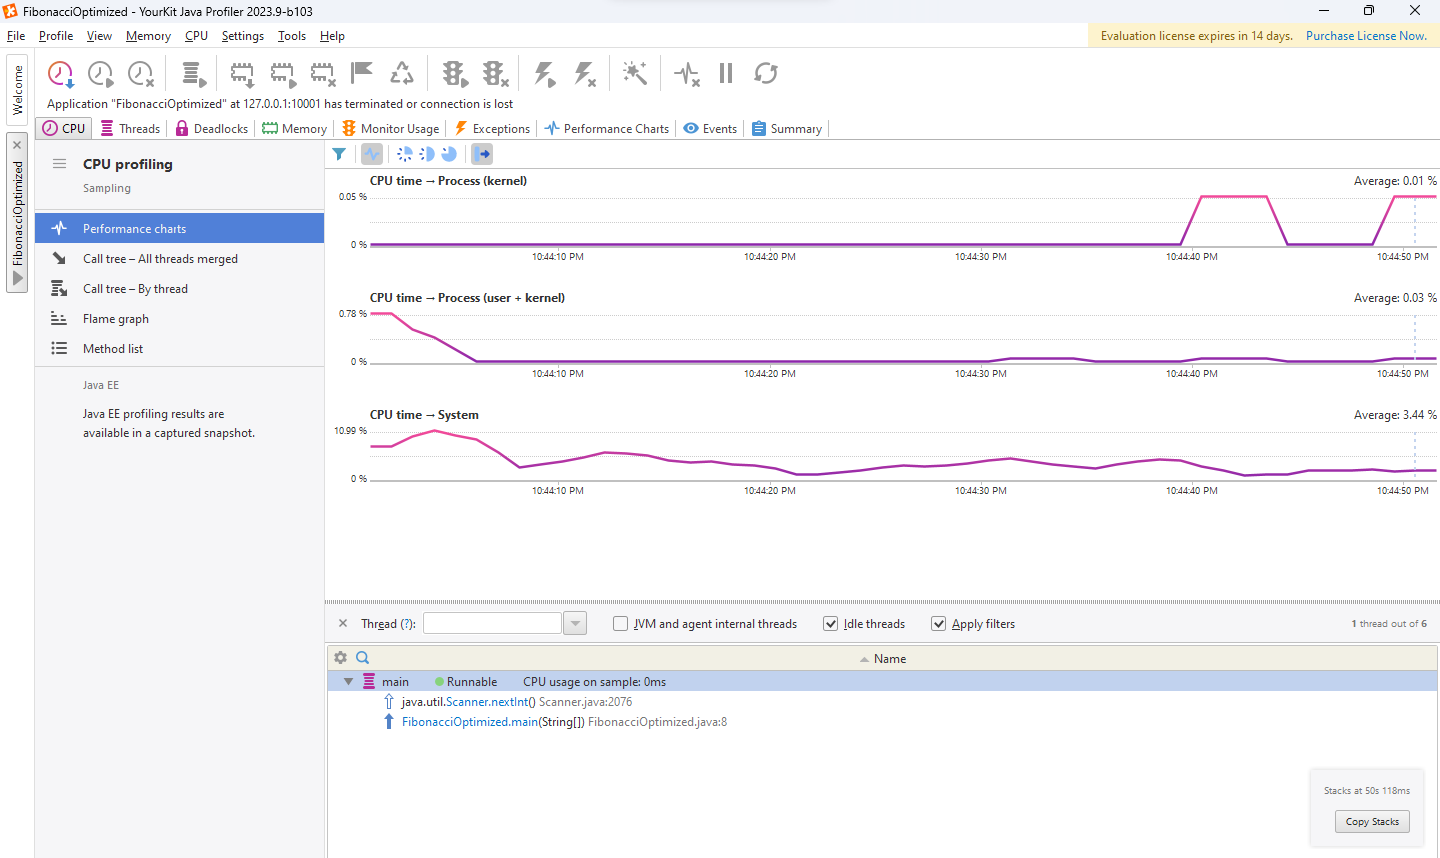 FibonacciOptimized - YourKit Java Profiler 2023.9-b103
File Profile View Memory CPU Settings Tools Help
Evaluation license expires in 14 days. Purchase License Now.
Welcome
FibonacciOptimized
Application "FibonacciOptimized" at 127.0.0.1:10001 has terminated or connection is lost
CPU Threads Deadlocks Memory Monitor Usage Exceptions Performance Charts Events Summary
CPU profiling
Sampling
Performance charts
Call tree – All threads merged
Call tree – By thread
Flame graph
Method list
Java EE
Java EE profiling results are
available in a captured snapshot.
CPU time → Process (kernel) Average: 0.01 %
0.05 %
0 %
10:44:10 PM 10:44:20 PM 10:44:30 PM 10:44:40 PM 10:44:50 PM
CPU time → Process (user + kernel) Average: 0.03 %
0.78 %
0 %
10:44:10 PM 10:44:20 PM 10:44:30 PM 10:44:40 PM 10:44:50 PM
CPU time → System Average: 3.44 %
10.99 %
0 %
10:44:10 PM 10:44:20 PM 10:44:30 PM 10:44:40 PM 10:44:50 PM
Thread (?): JVM and agent internal threads Idle threads Apply filters 1 thread out of 6
Name
main Runnable CPU usage on sample: 0ms
java.util.Scanner.nextInt() Scanner.java:2076
FibonacciOptimized.main(String[]) FibonacciOptimized.java:8
Stacks at 50s 118ms
Copy Stacks